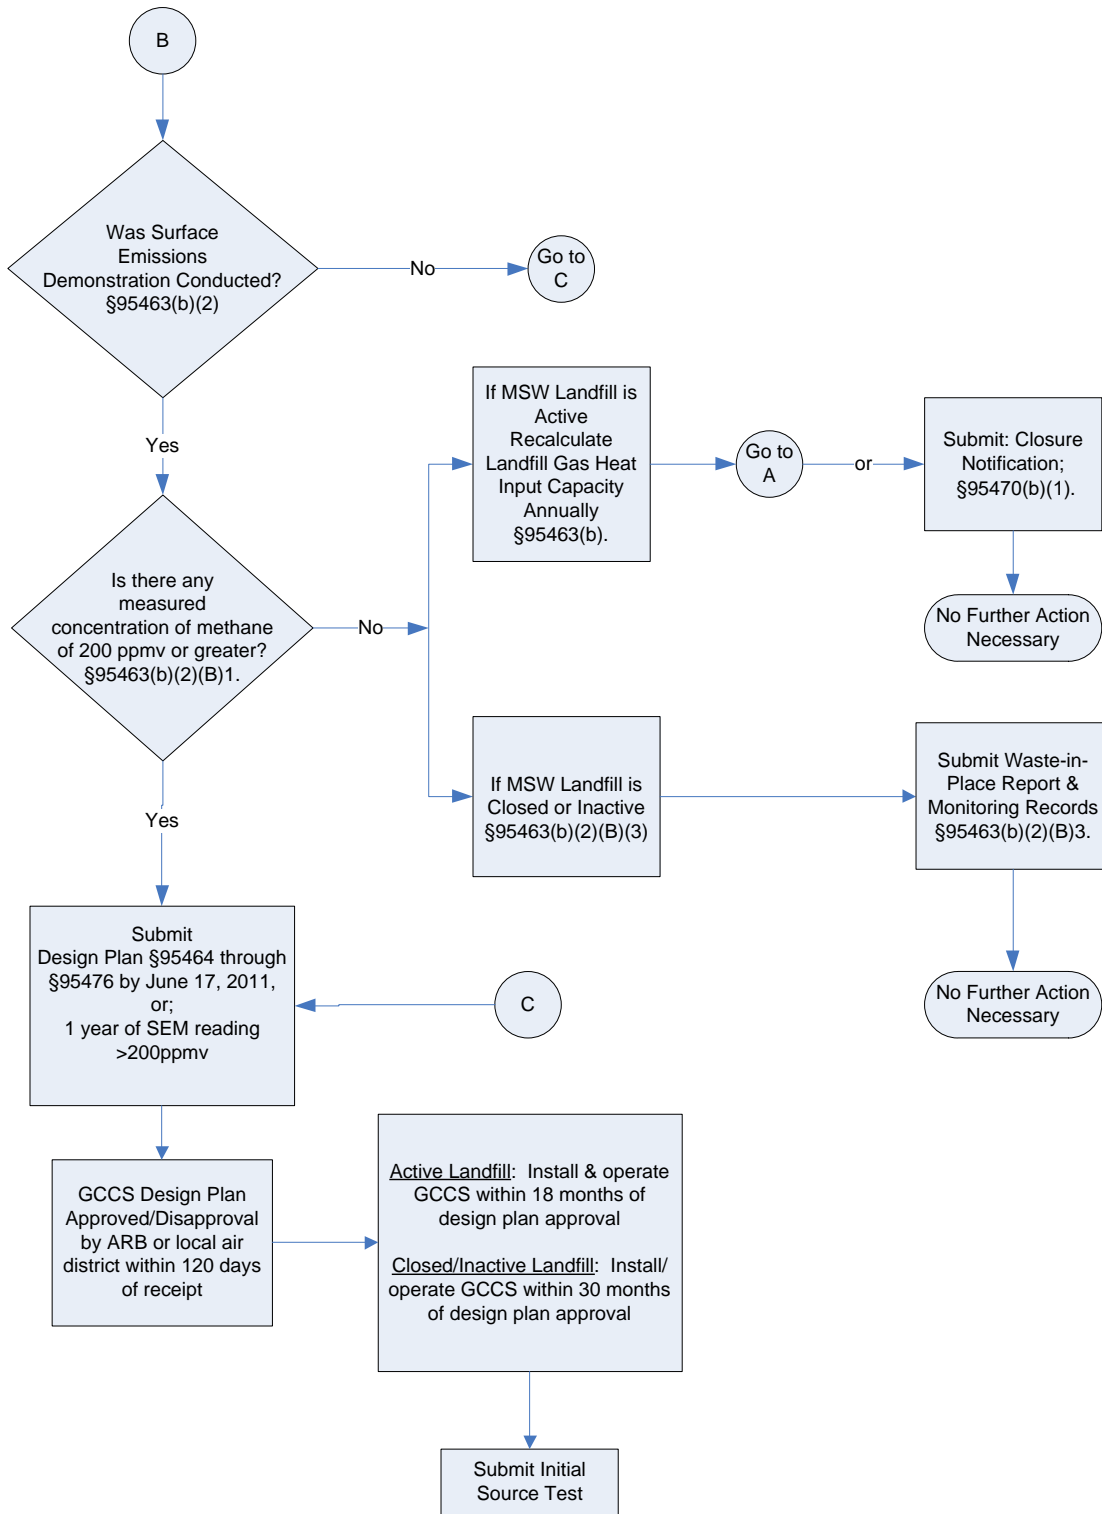 B
Was Surface
Emissions
Demonstration Conducted?
§95463(b)(2)
No
Go to
C
Yes
If MSW Landfill is
Active
Recalculate
Landfill Gas Heat
Input Capacity
Annually
§95463(b).
Go to
A
or
Submit: Closure
Notification;
§95470(b)(1).
No Further Action
Necessary
Is there any
measured
concentration of methane
of 200 ppmv or greater?
§95463(b)(2)(B)1.
No
If MSW Landfill is
Closed or Inactive
§95463(b)(2)(B)(3)
Submit Waste-in-
Place Report &
Monitoring Records
§95463(b)(2)(B)3.
No Further Action
Necessary
Yes
Submit
Design Plan §95464 through
§95476 by June 17, 2011,
or;
1 year of SEM reading
>200ppmv
C
GCCS Design Plan
Approved/Disapproval
by ARB or local air
district within 120 days
of receipt
Active Landfill: Install & operate
GCCS within 18 months of
design plan approval
Closed/Inactive Landfill: Install/
operate GCCS within 30 months
of design plan approval
Submit Initial
Source Test